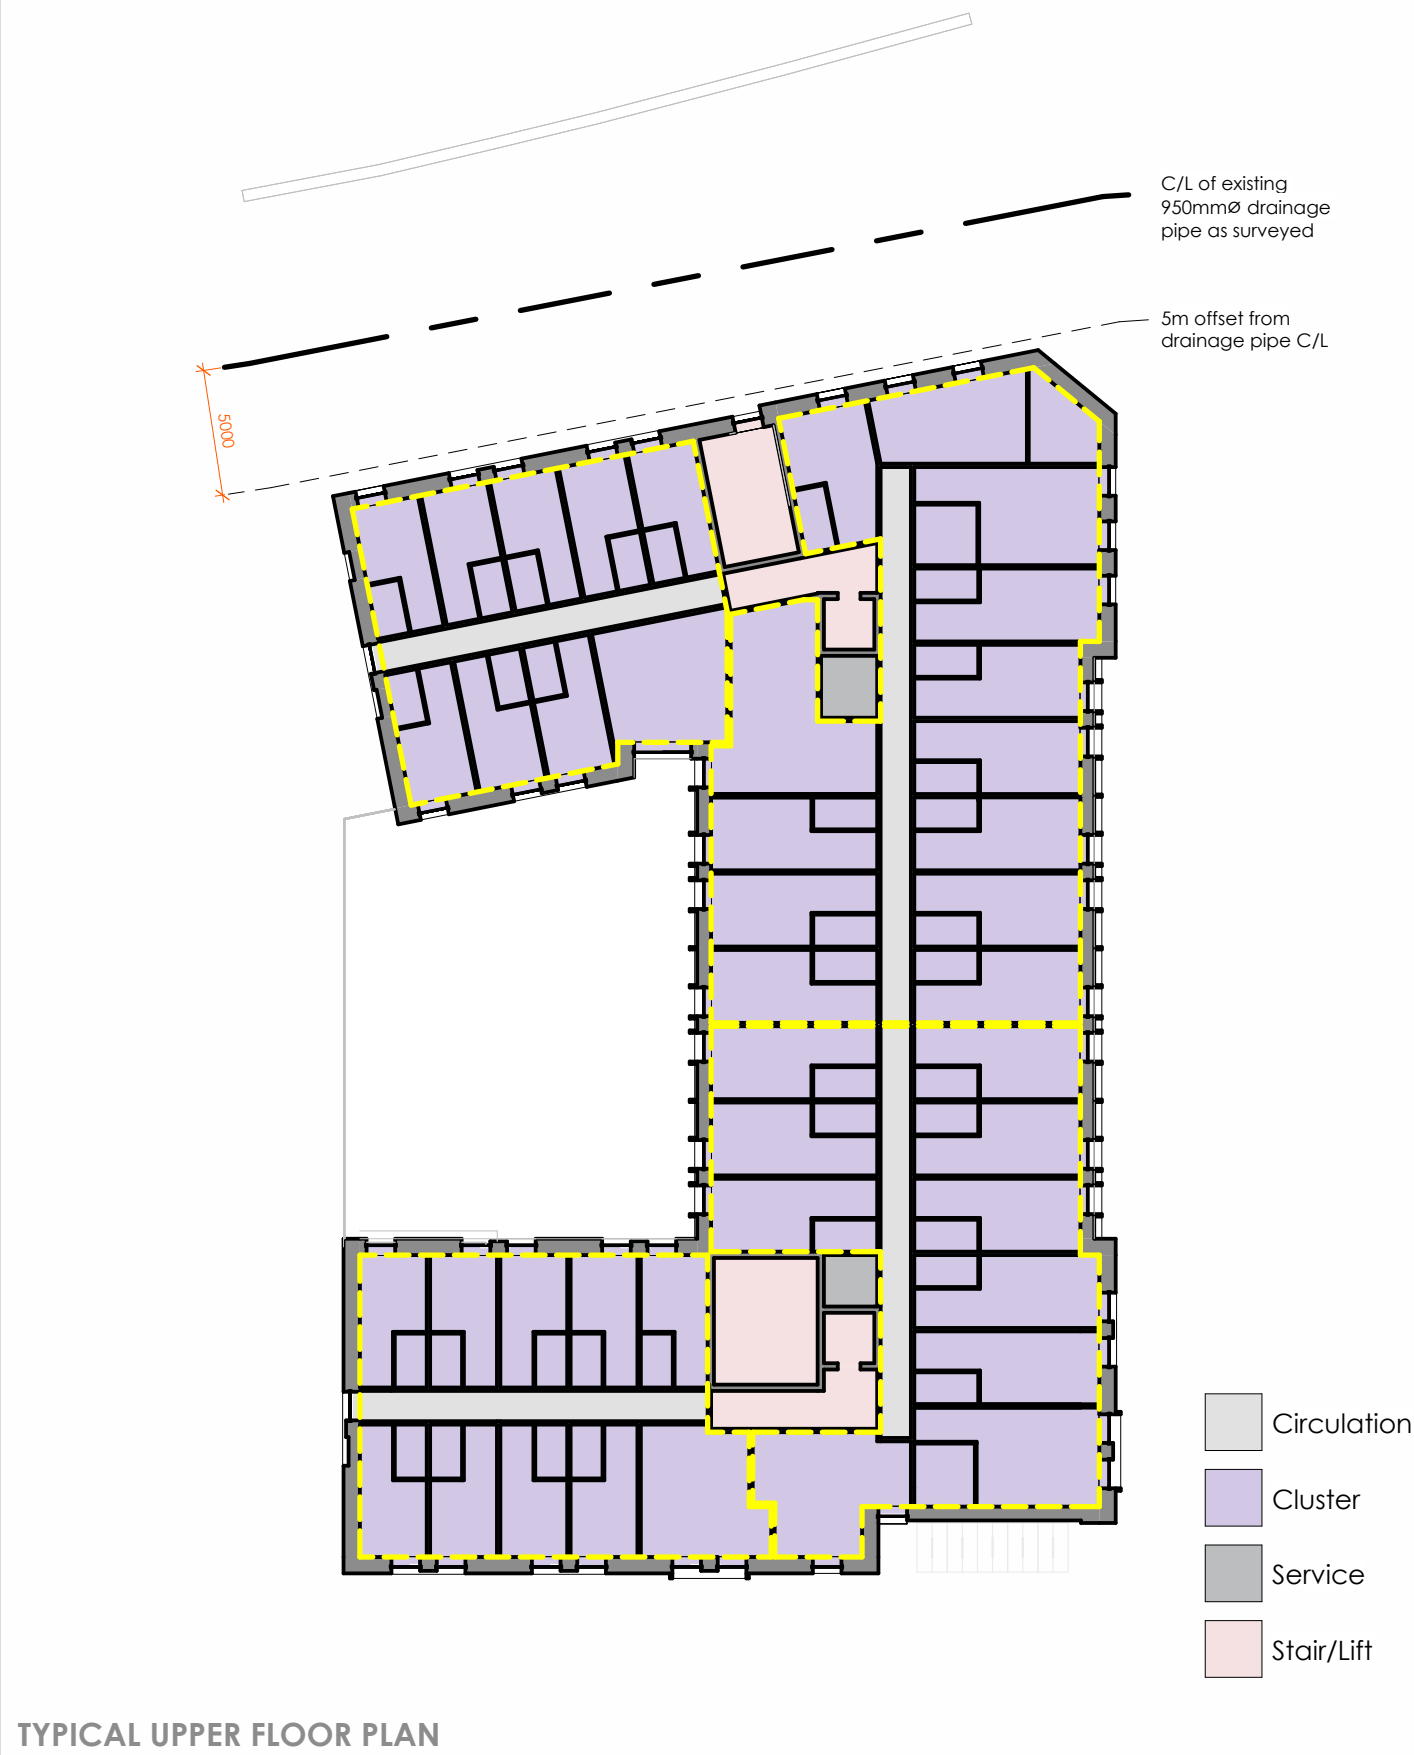 C/L of existing
950mmØ drainage
pipe as surveyed
5m offset from
drainage pipe C/L
5000
Circulation
Cluster
Service
Stair/Lift
TYPICAL UPPER FLOOR PLAN